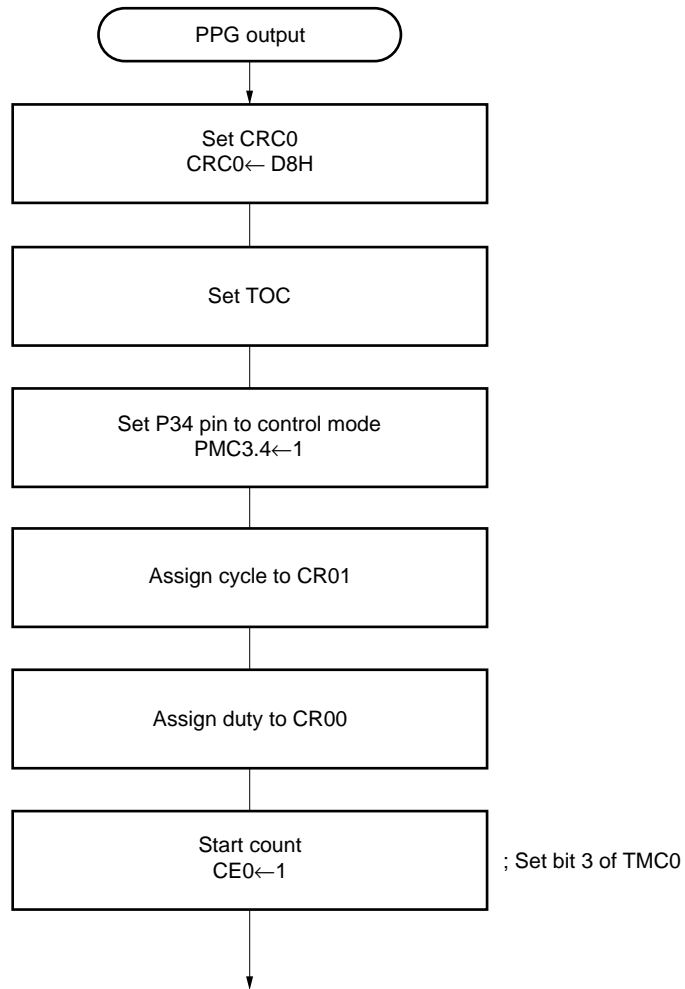 PPG output
Set CRC0
CRC0← D8H
Set TOC
Set P34 pin to control mode
PMC3.4←1
Assign cycle to CR01
Assign duty to CR00
Start count
CE0←1
; Set bit 3 of TMC0